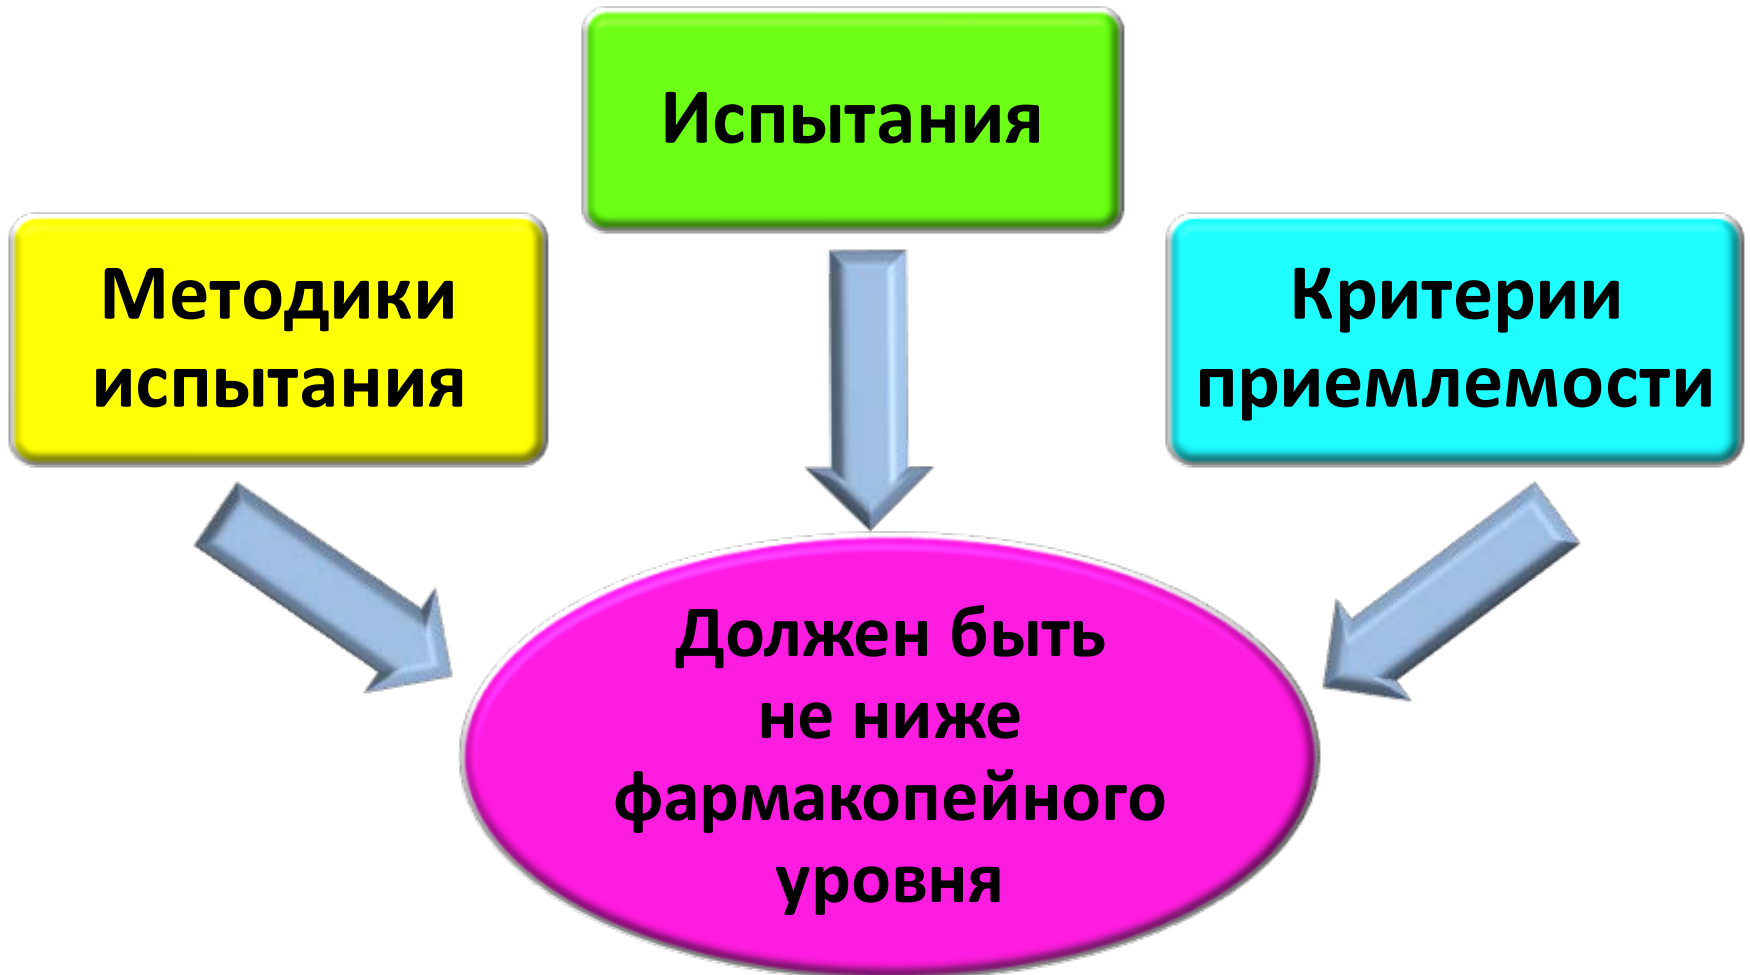 Испытания
Методики
испытания
Критерии
приемлемости
Должен быть
не ниже
фармакопейного
уровня